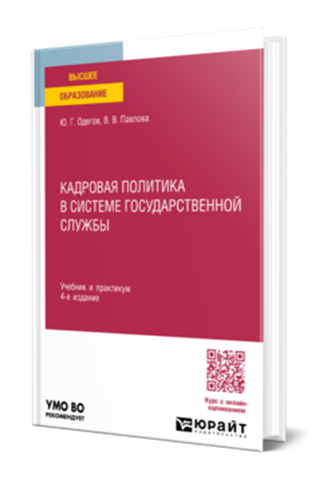 ВЫСШЕЕ
ОБРАЗОВАНИЕ
Ю. Г. Одегов, В. В. Павлова
КАДРОВАЯ ПОЛИТИКА
В СИСТЕМЕ ГОСУДАРСТВЕННОЙ
СЛУЖБЫ
Учебник и практикум
4-е издание
Курс с онлайн-
оцениванием
УМО ВО
РЕКОМЕНДУЕТ
ЮРАЙТ
издательство